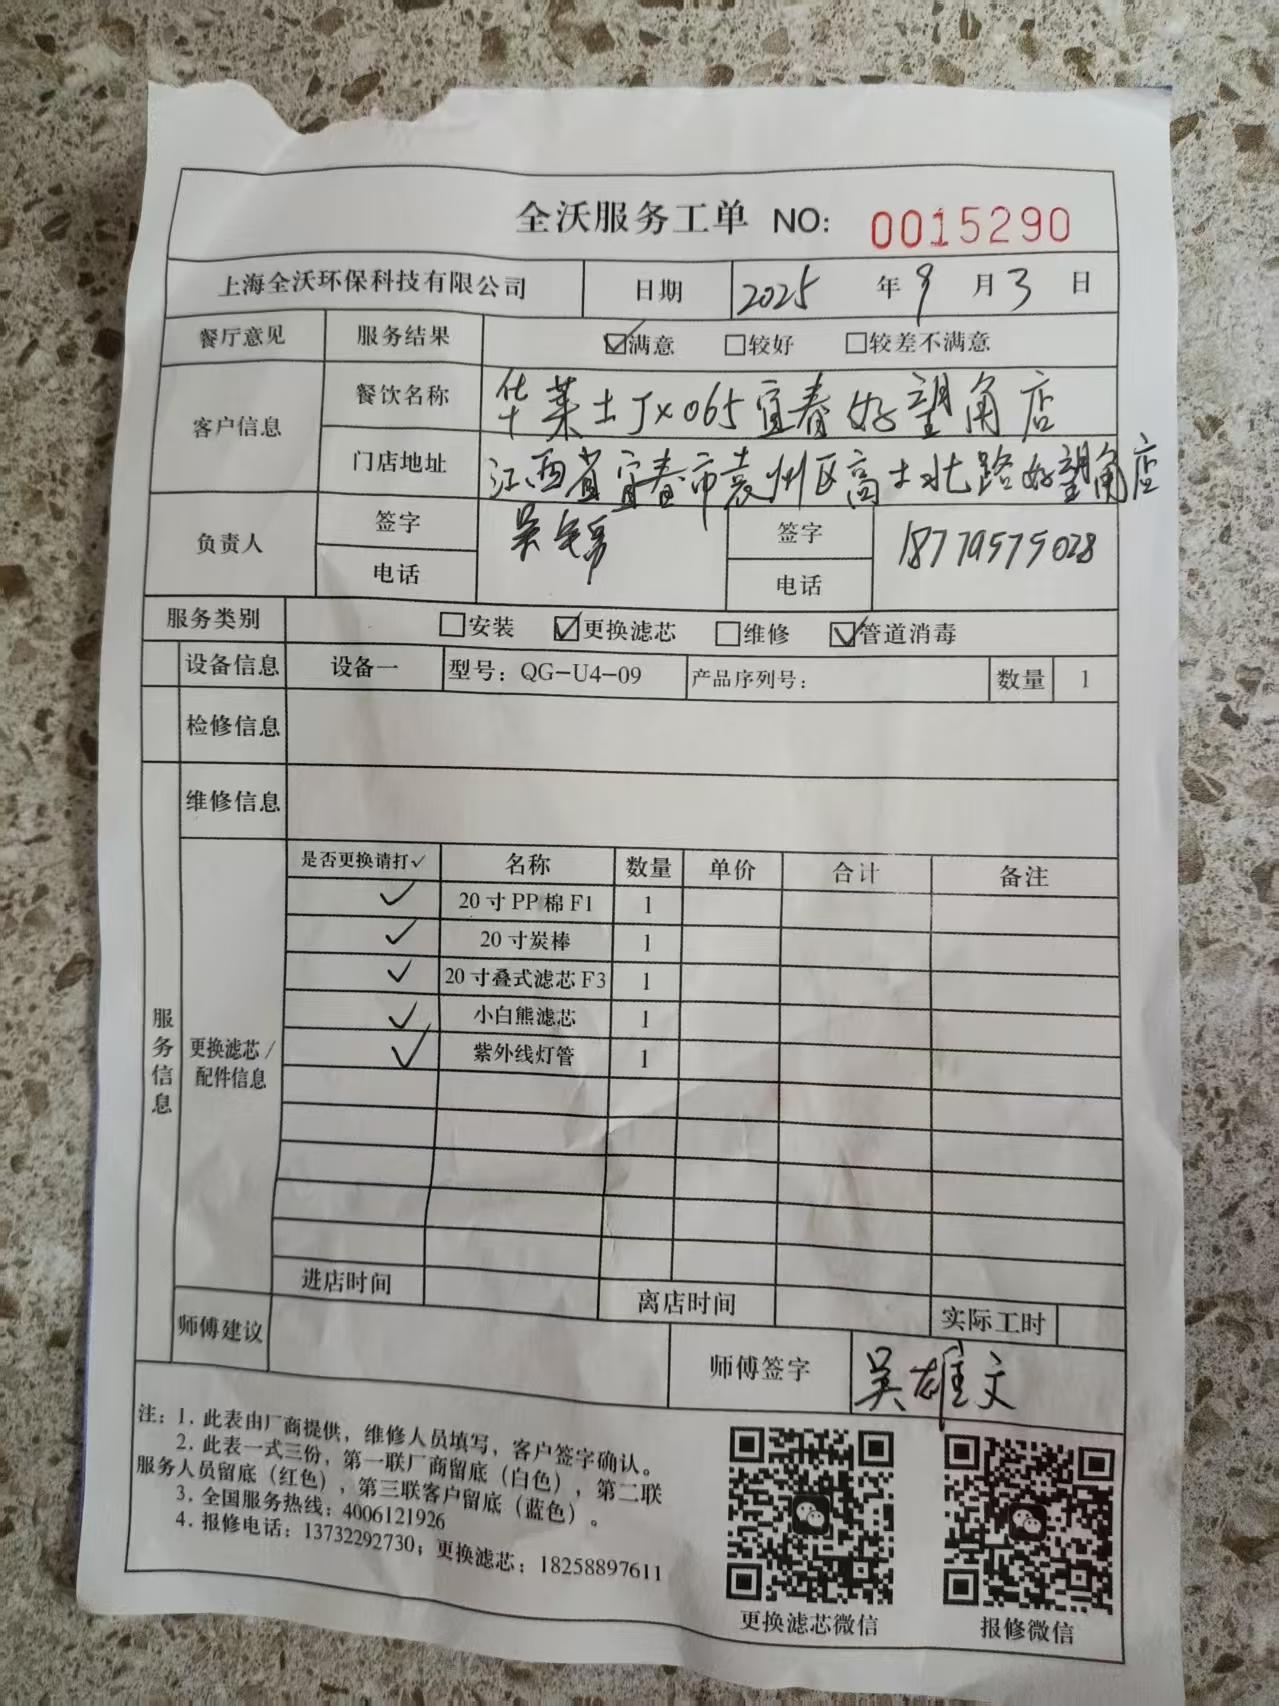 全沃服务工单 NO: 0015290
上海全沃环保科技有限公司 日期 2025 年 9 月 3 日
餐厅意见 服务结果 ☑满意 □较好 □较差不满意
客户信息 餐饮名称 华莱士JX065宜春好望角店
门店地址 江西省宜春市袁州区高士北路好望角店
负责人 签字 吴 签字 18779575028
电话 电话
服务类别 □安装 ☑更换滤芯 □维修 ☑管道消毒
设备信息 设备一 型号: QG-U4-09 产品序列号: 数量 1
检修信息
维修信息
服务信息
更换滤芯/
配件信息
是否更换请打✓ 名称 数量 单价 合计 备注
✓ 20寸PP棉F1 1
✓ 20寸炭棒 1
✓ 20寸叠式滤芯F3 1
✓ 小白熊滤芯 1
✓ 紫外线灯管 1
进店时间 离店时间 实际工时
师傅建议 师傅签字 吴雄文
注: 1. 此表由厂商提供, 维修人员填写, 客户签字确认。
2. 此表一式三份, 第一联厂商留底 (白色), 第二联
服务人员留底 (红色), 第三联客户留底 (蓝色)。
3. 全国服务热线: 4006121926
4. 报修电话: 13732292730; 更换滤芯: 18258897611
更换滤芯微信 报修微信